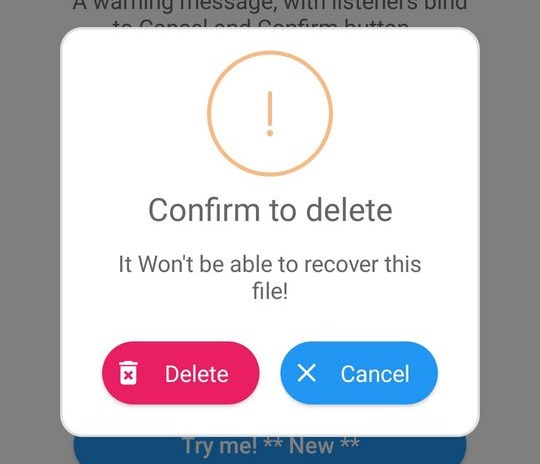 A warning message, with listeners bind
to Cancel and Confirm button.
Confirm to delete
It Won't be able to recover this
file!
Delete
Cancel
Try me! ** New **